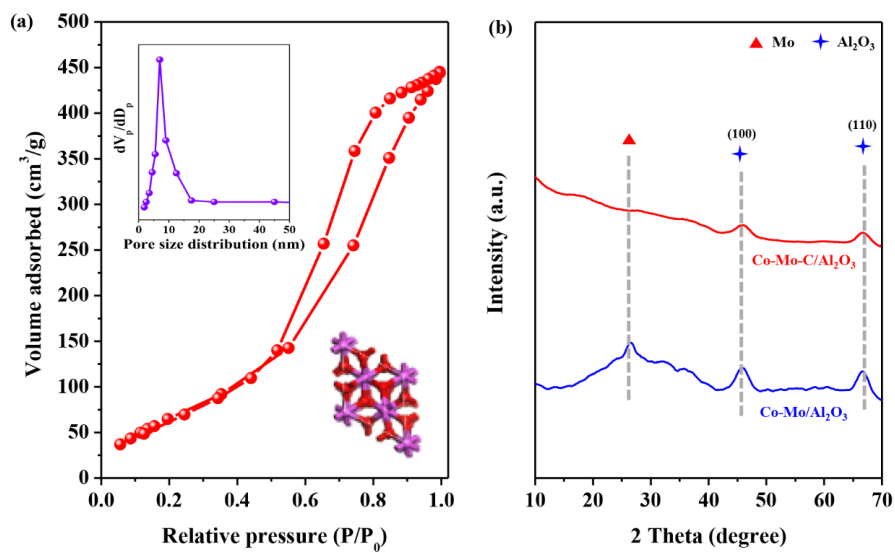 (a)
Volume adsorbed (cm³/g)
500
450
400
350
300
250
200
150
100
50
0
0.0 0.2 0.4 0.6 0.8 1.0
Relative pressure (P/P₀)
dVₚ/dDₚ
0 10 20 30 40 50
Pore size distribution (nm)
(b)
Mo Al₂O₃
(100)
(110)
Intensity (a.u.)
Co-Mo-C/Al₂O₃
Co-Mo/Al₂O₃
10 20 30 40 50 60 70
2 Theta (degree)